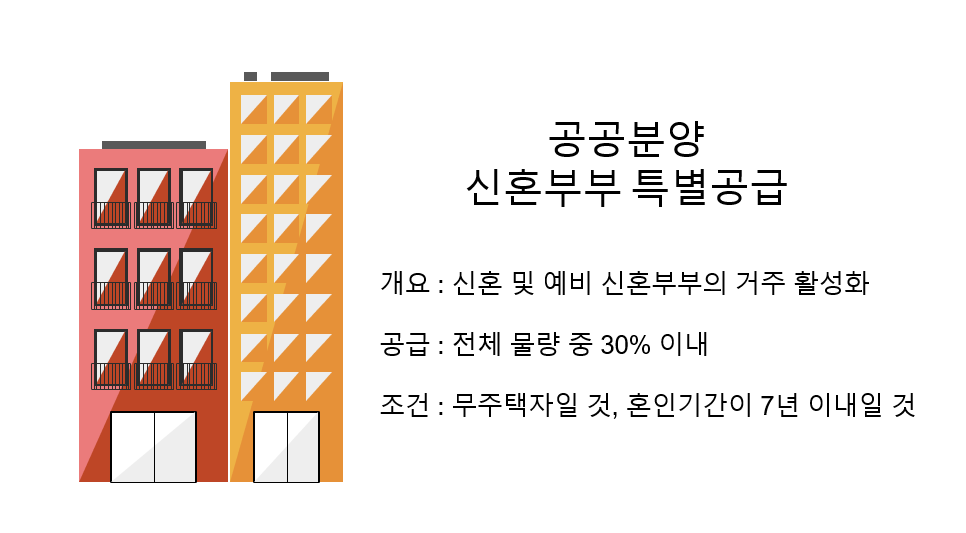 공공분양
신혼부부 특별공급
개요 : 신혼 및 예비 신혼부부의 거주 활성화
공급 : 전체 물량 중 30% 이내
조건 : 무주택자일 것, 혼인기간이 7년 이내일 것